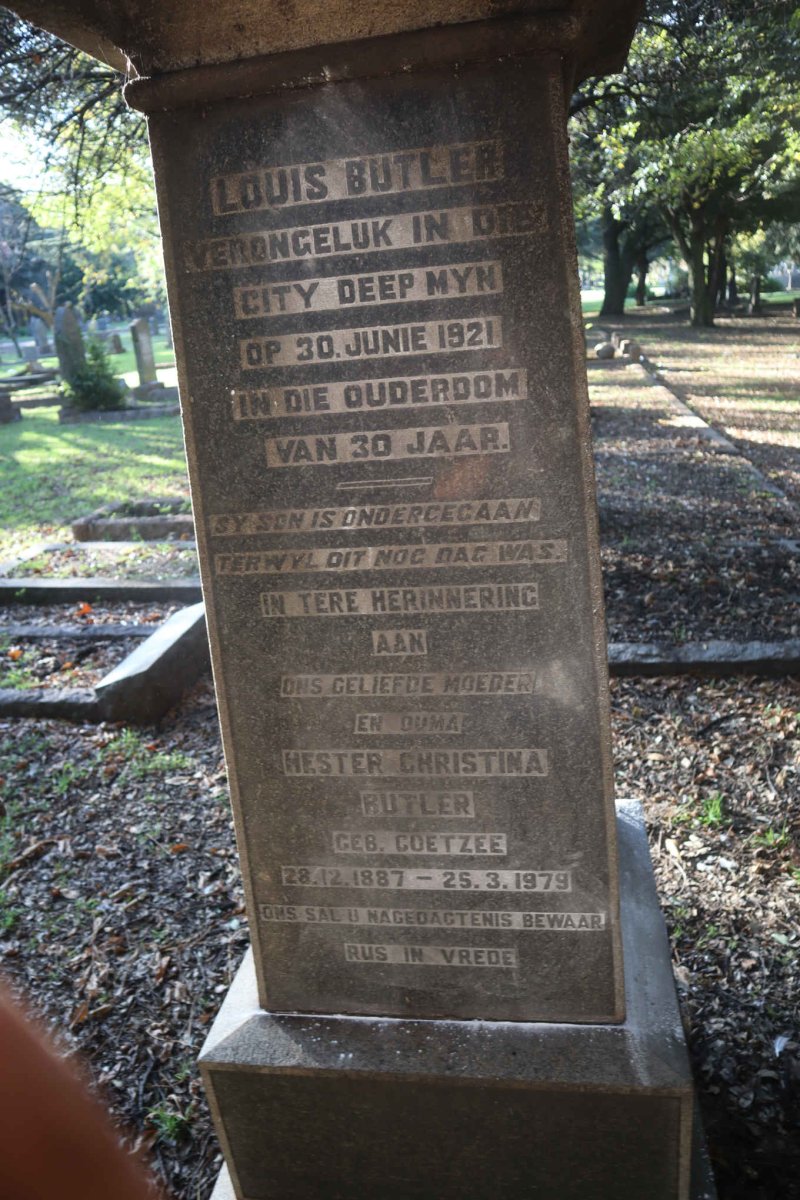 LOUIS BUTLER
VERONGELUK IN DIE
CITY DEEP MYN
OP 30. JUNIE 1921
IN DIE OUDERDOM
VAN 30 JAAR.
SY SON IS ONDERGEGAAN
TERWYL DIT NOG DAG WAS.
IN TERE HERINNERING
AAN
ONS GELIEFDE MOEDER
EN OUMA
HESTER CHRISTINA
BUTLER
GEB. COETZEE
28.12.1887 – 25.3.1979
ONS SAL U NAGEDAGTENIS BEWAAR
RUS IN VREDE